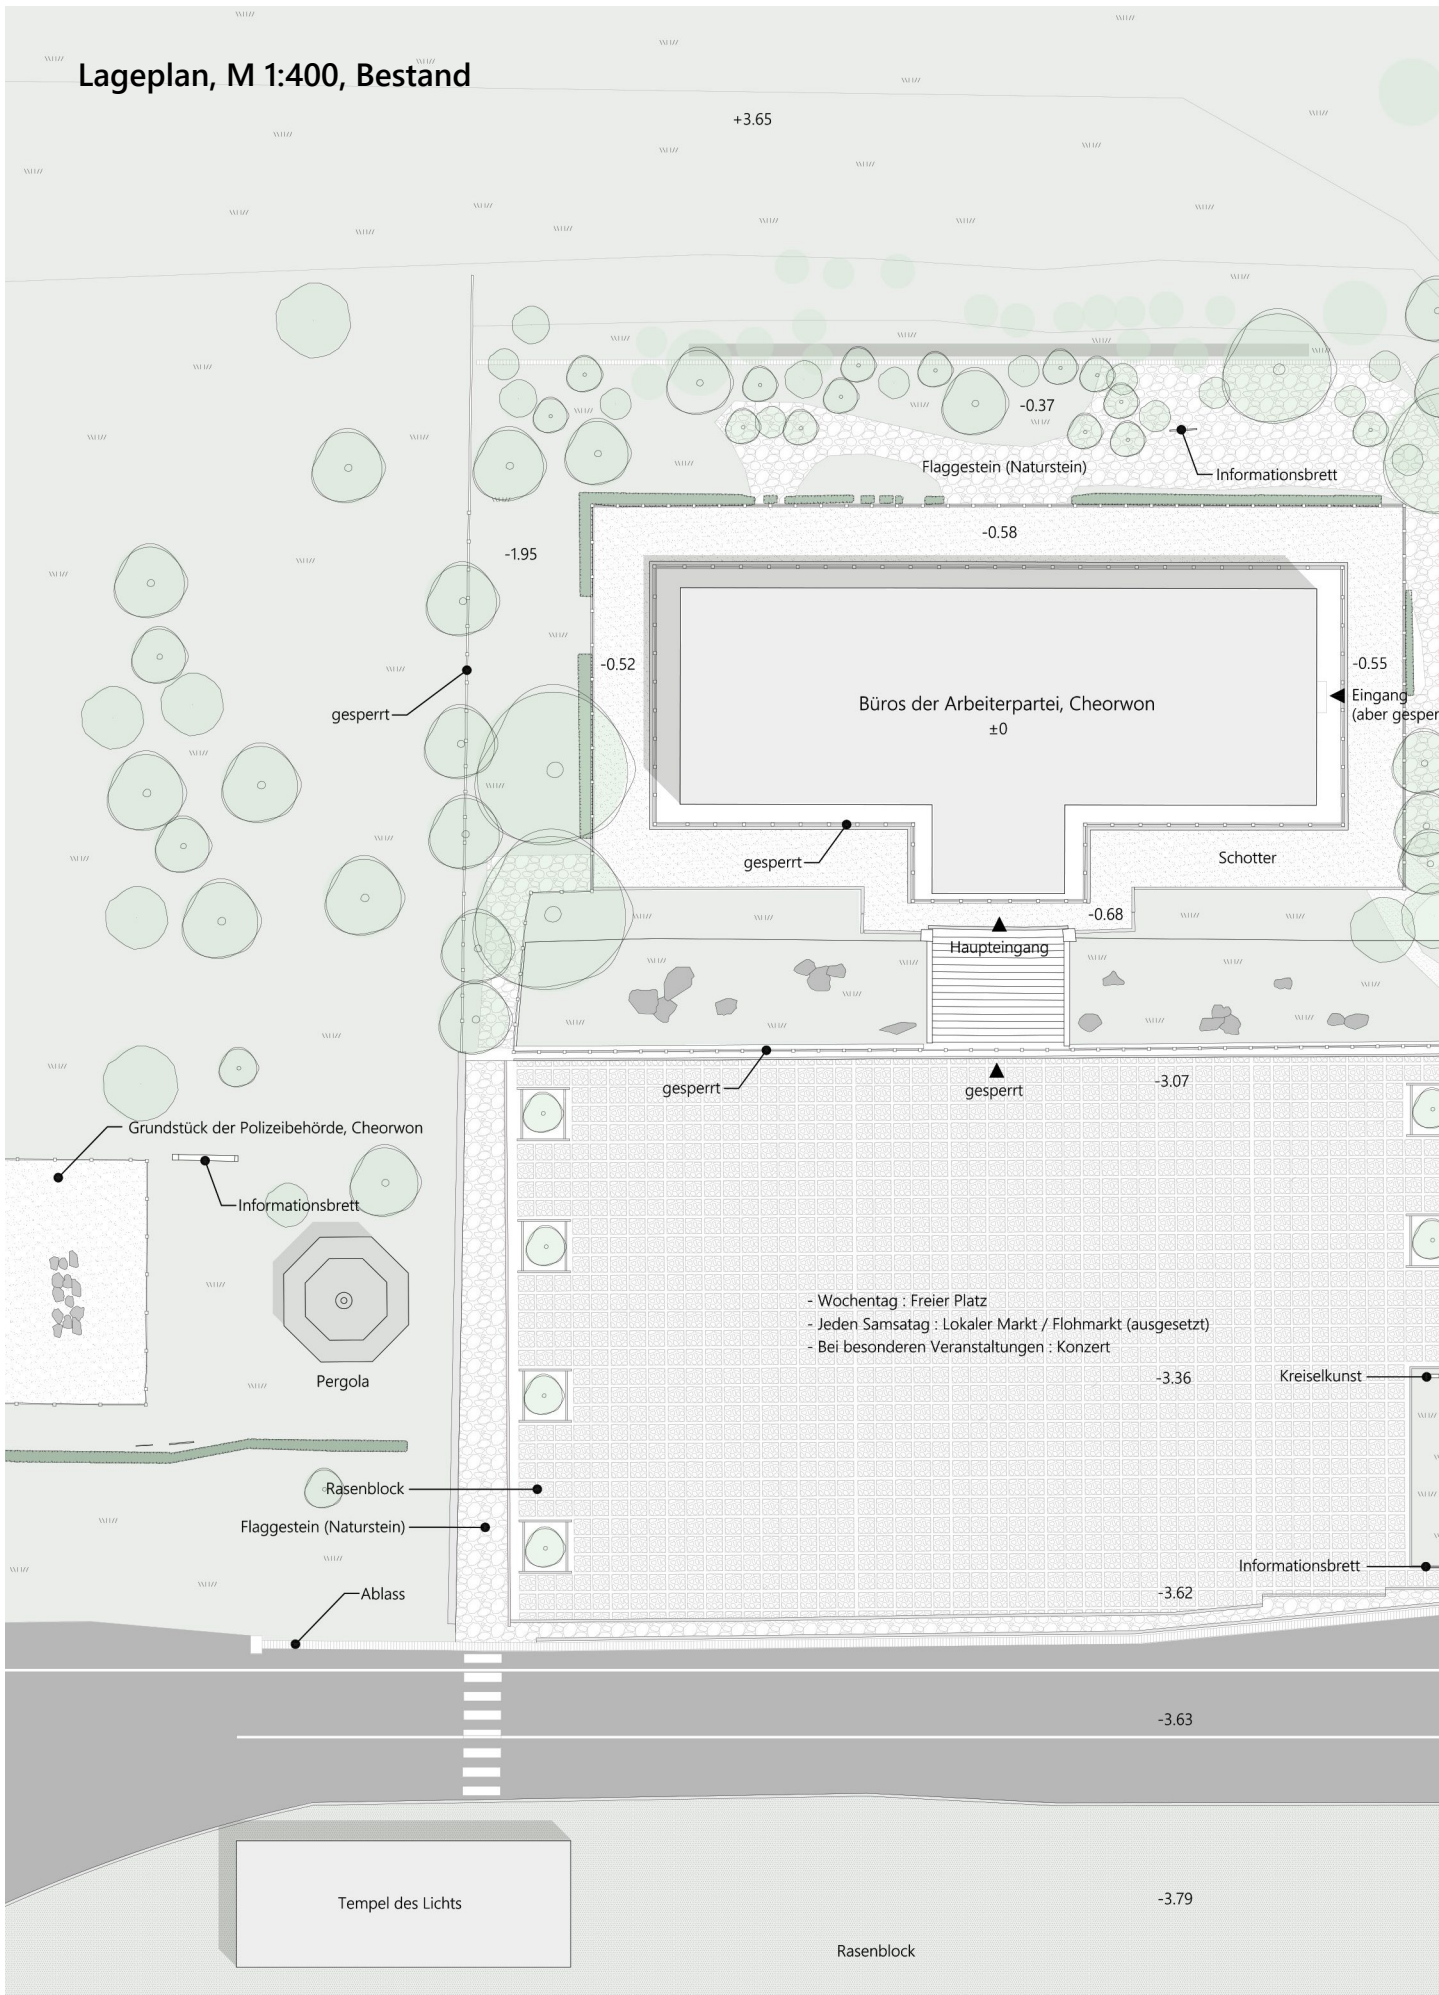 Lageplan, M 1:400, Bestand
+3.65
-0.37
Flaggestein (Naturstein)
Informationsbrett
-0.58
-1.95
-0.52
-0.55
gesperrt
Büros der Arbeiterpartei, Cheorwon
±0
Eingang
(aber gesper
gesperrt
Schotter
-0.68
Haupteingang
gesperrt
gesperrt
-3.07
Grundstück der Polizeibehörde, Cheorwon
Informationsbrett
- Wochentag : Freier Platz
- Jeden Samsatag : Lokaler Markt / Flohmarkt (ausgesetzt)
- Bei besonderen Veranstaltungen : Konzert
Pergola
-3.36
Kreiselkunst
Rasenblock
Flaggestein (Naturstein)
Informationsbrett
Ablass
-3.62
-3.63
Tempel des Lichts
-3.79
Rasenblock